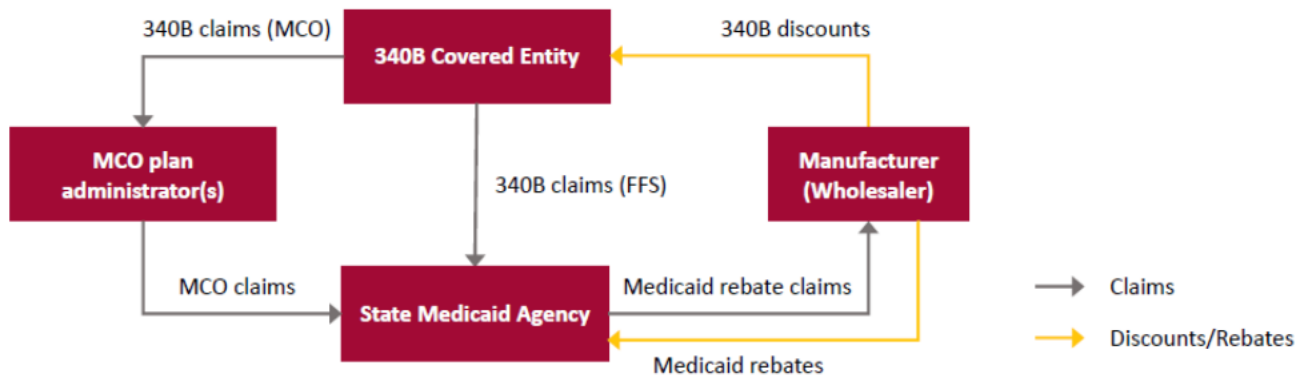 340B claims (MCO)
340B Covered Entity
340B discounts
MCO plan
administrator(s)
340B claims (FFS)
Manufacturer
(Wholesaler)
MCO claims
State Medicaid Agency
Medicaid rebate claims
Medicaid rebates
Claims
Discounts/Rebates